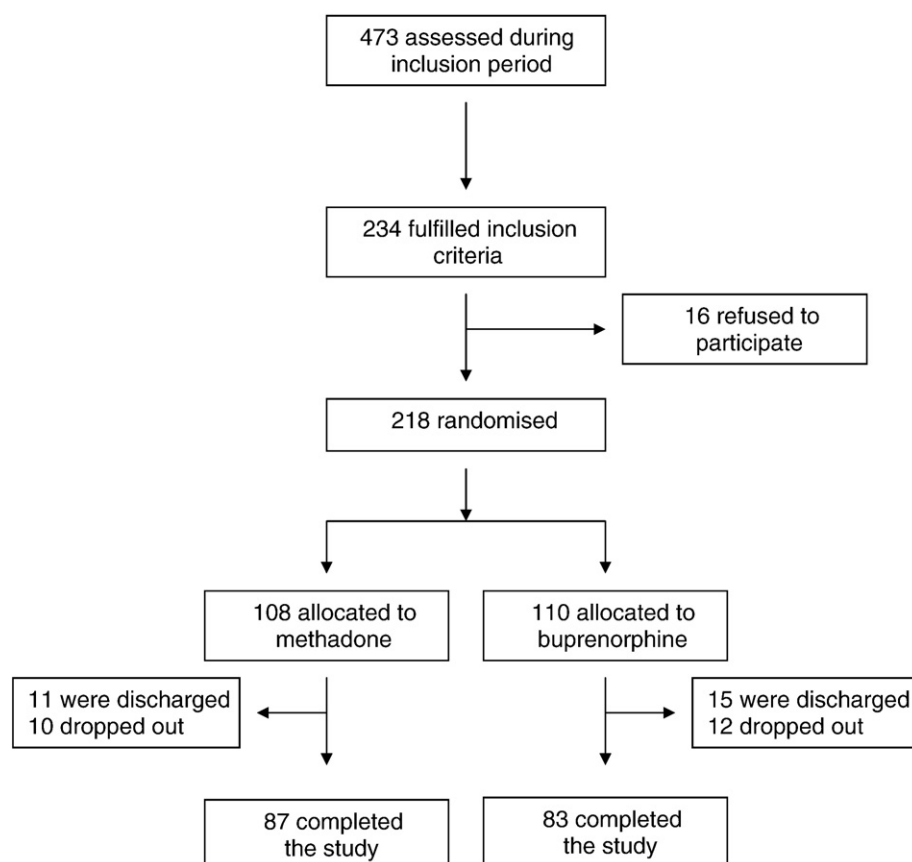 473 assessed during
inclusion period
234 fulfilled inclusion
criteria
16 refused to
participate
218 randomised
108 allocated to
methadone
110 allocated to
buprenorphine
11 were discharged
10 dropped out
15 were discharged
12 dropped out
87 completed
the study
83 completed
the study